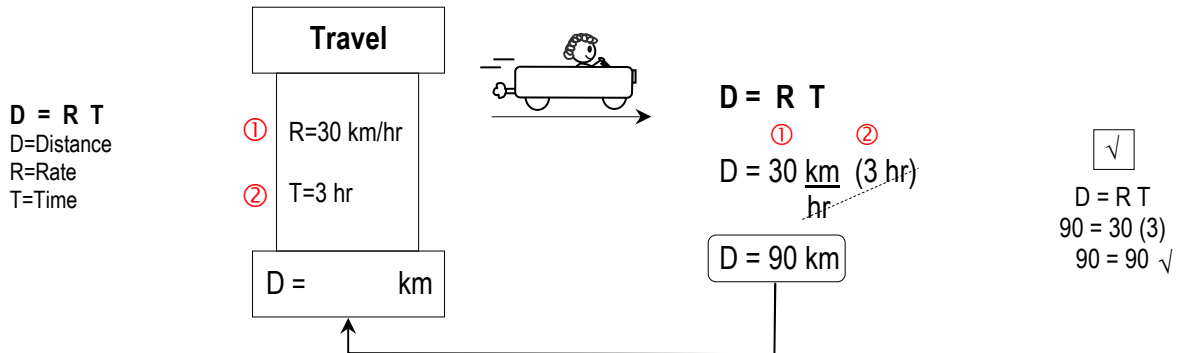 D = R T
D=Distance
R=Rate
T=Time
Travel
① R=30 km/hr
② T=3 hr
D = km
D = R T
① ②
D = 30 km (3 hr)
hr
D = 90 km
√
D = R T
90 = 30 (3)
90 = 90 √